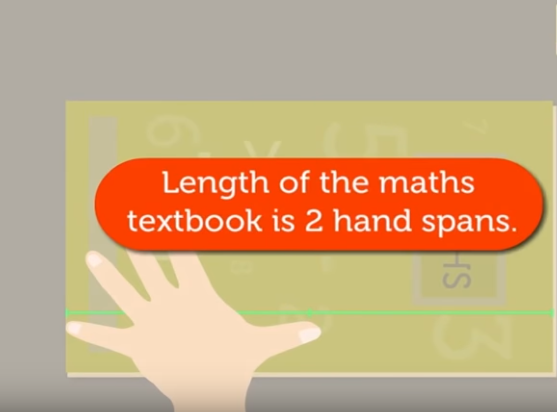 Length of the maths
textbook is 2 hand spans.